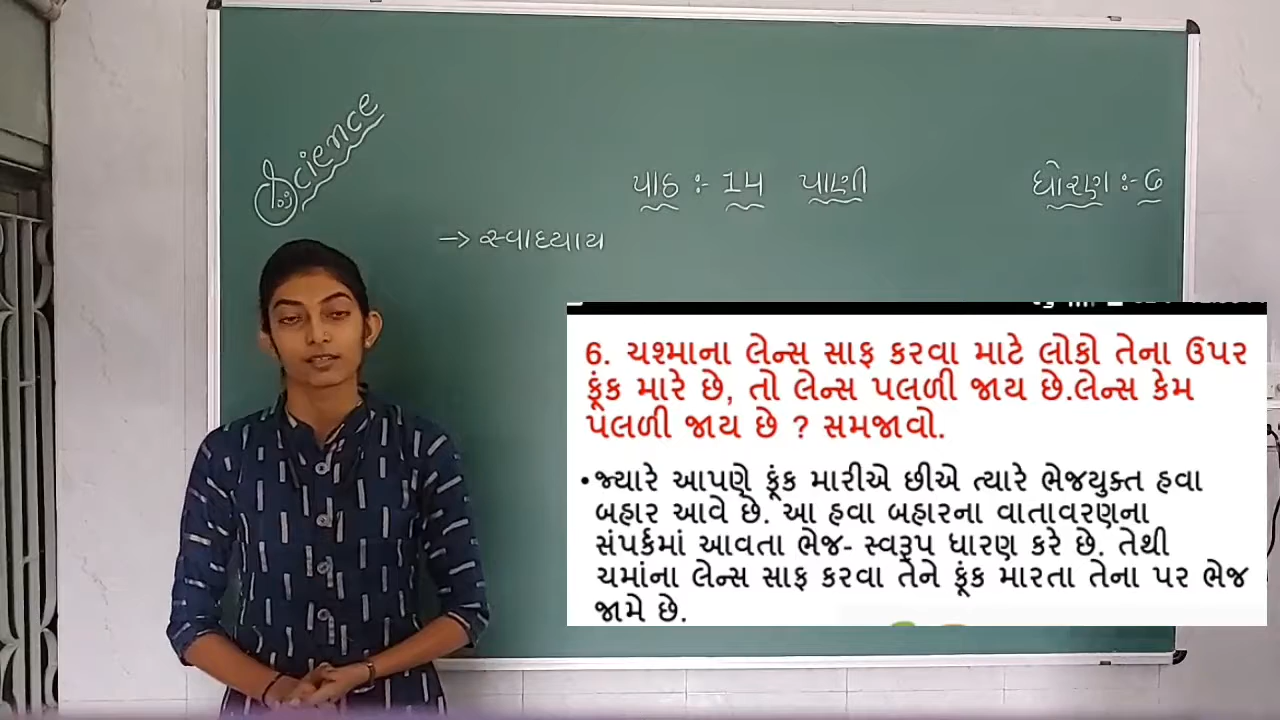 Science
પાઠ :- 14 પાણી
ધોરણ :- 6
→ સ્વાધ્યાય
6. ચશ્માના લેન્સ સાફ કરવા માટે લોકો તેના ઉપર
ફૂંક મારે છે, તો લેન્સ પલળી જાય છે.લેન્સ કેમ
પલળી જાય છે ? સમજાવો.
•જ્યારે આપણે ફૂંક મારીએ છીએ ત્યારે ભેજયુક્ત હવા
બહાર આવે છે. આ હવા બહારના વાતાવરણના
સંપર્કમાં આવતા ભેજ- સ્વરૂપ ધારણ કરે છે. તેથી
ચમાંના લેન્સ સાફ કરવા તેને ફૂંક મારતા તેના પર ભેજ
જામે છે.